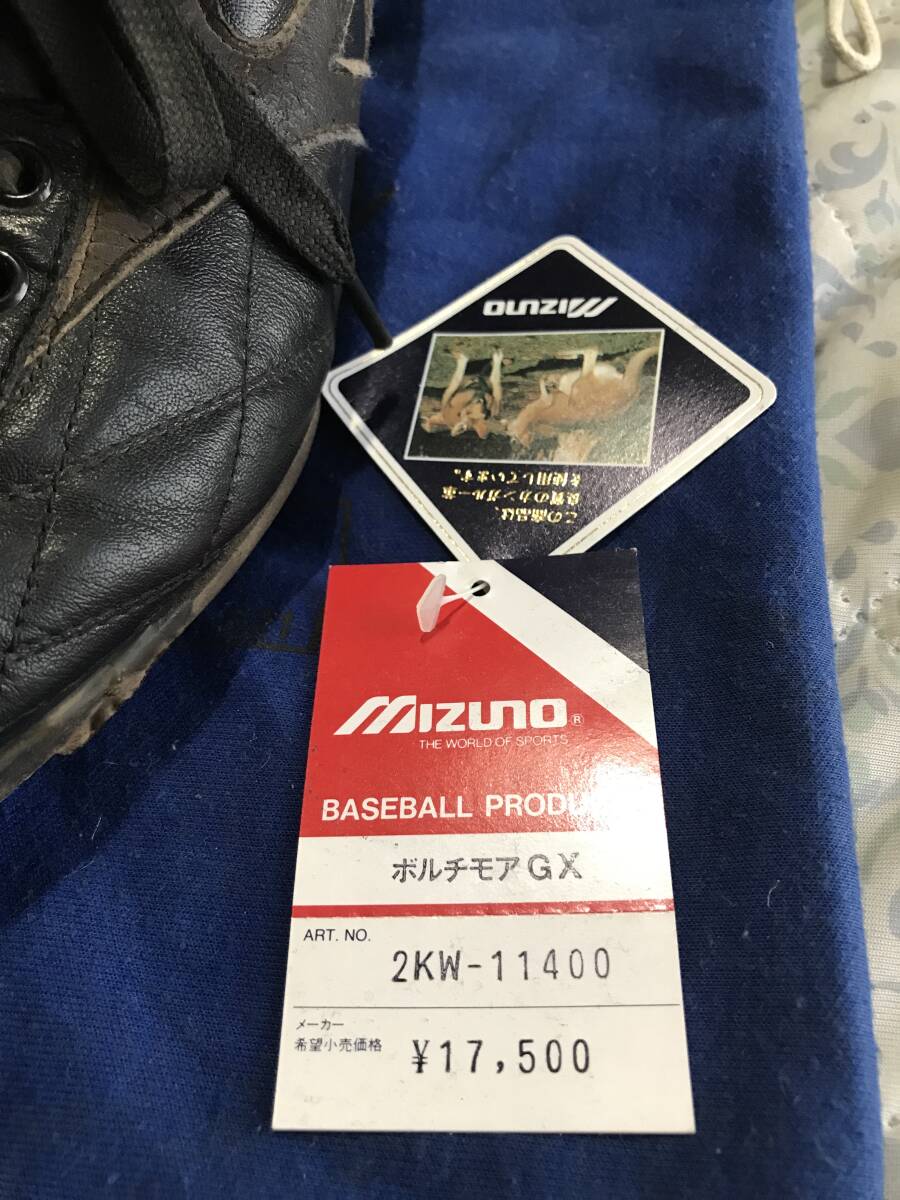 MIZUNO
この商品は、
良質のカンガルー革
を使用しています。
MIZUNO®
THE WORLD OF SPORTS
BASEBALL PRODU
ボルチモアGX
ART. NO.
2KW-11400
メーカー
希望小売価格
¥17,500